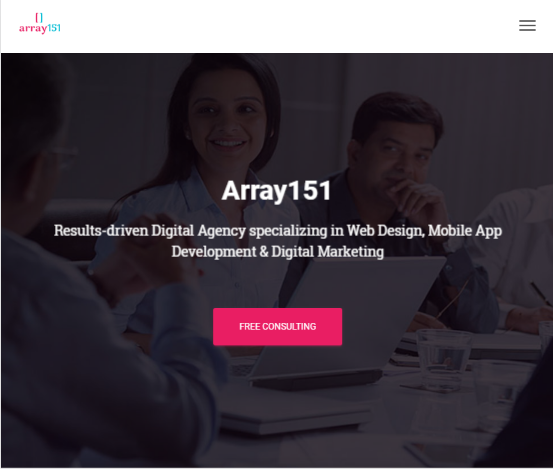 []
array151
Array151
Results-driven Digital Agency specializing in Web Design, Mobile App
Development & Digital Marketing
FREE CONSULTING